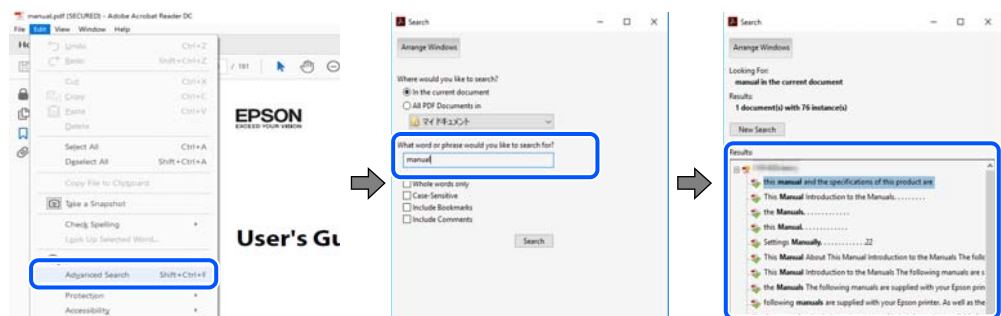 manual.pdf (SECURED) - Adobe Acrobat Reader DC
File Edit View Window Help
Undo Ctrl+Z
Redo Shift+Ctrl+Z
Cut Ctrl+X
Copy Ctrl+C
Paste Ctrl+V
Delete
Select All Ctrl+A
Deselect All Shift+Ctrl+A
Copy File to Clipboard
Take a Snapshot
Check Spelling
Look Up Selected Word...
Advanced Search Shift+Ctrl+F
Protection
Accessibility
/ 191
EPSON
EXCEED YOUR VISION
User's Gu
Search
Arrange Windows
Where would you like to search?
In the current document
All PDF Documents in
マイ ドキュメント
What word or phrase would you like to search for?
manual
Whole words only
Case-Sensitive
Include Bookmarks
Include Comments
Search
Search
Arrange Windows
Looking For:
manual in the current document
Results:
1 document(s) with 76 instance(s)
New Search
Results:
this manual and the specifications of this product are
This Manual Introduction to the Manuals. . . . . . . . .
the Manuals. . . . . . . . . . . .
this Manual. . . . . . . . . . . .
Settings Manually. . . . . . . . . . . .22
This Manual About This Manual Introduction to the Manuals The follo
This Manual Introduction to the Manuals The following manuals are s
the Manuals The following manuals are supplied with your Epson prin
following manuals are supplied with your Epson printer. As well as the